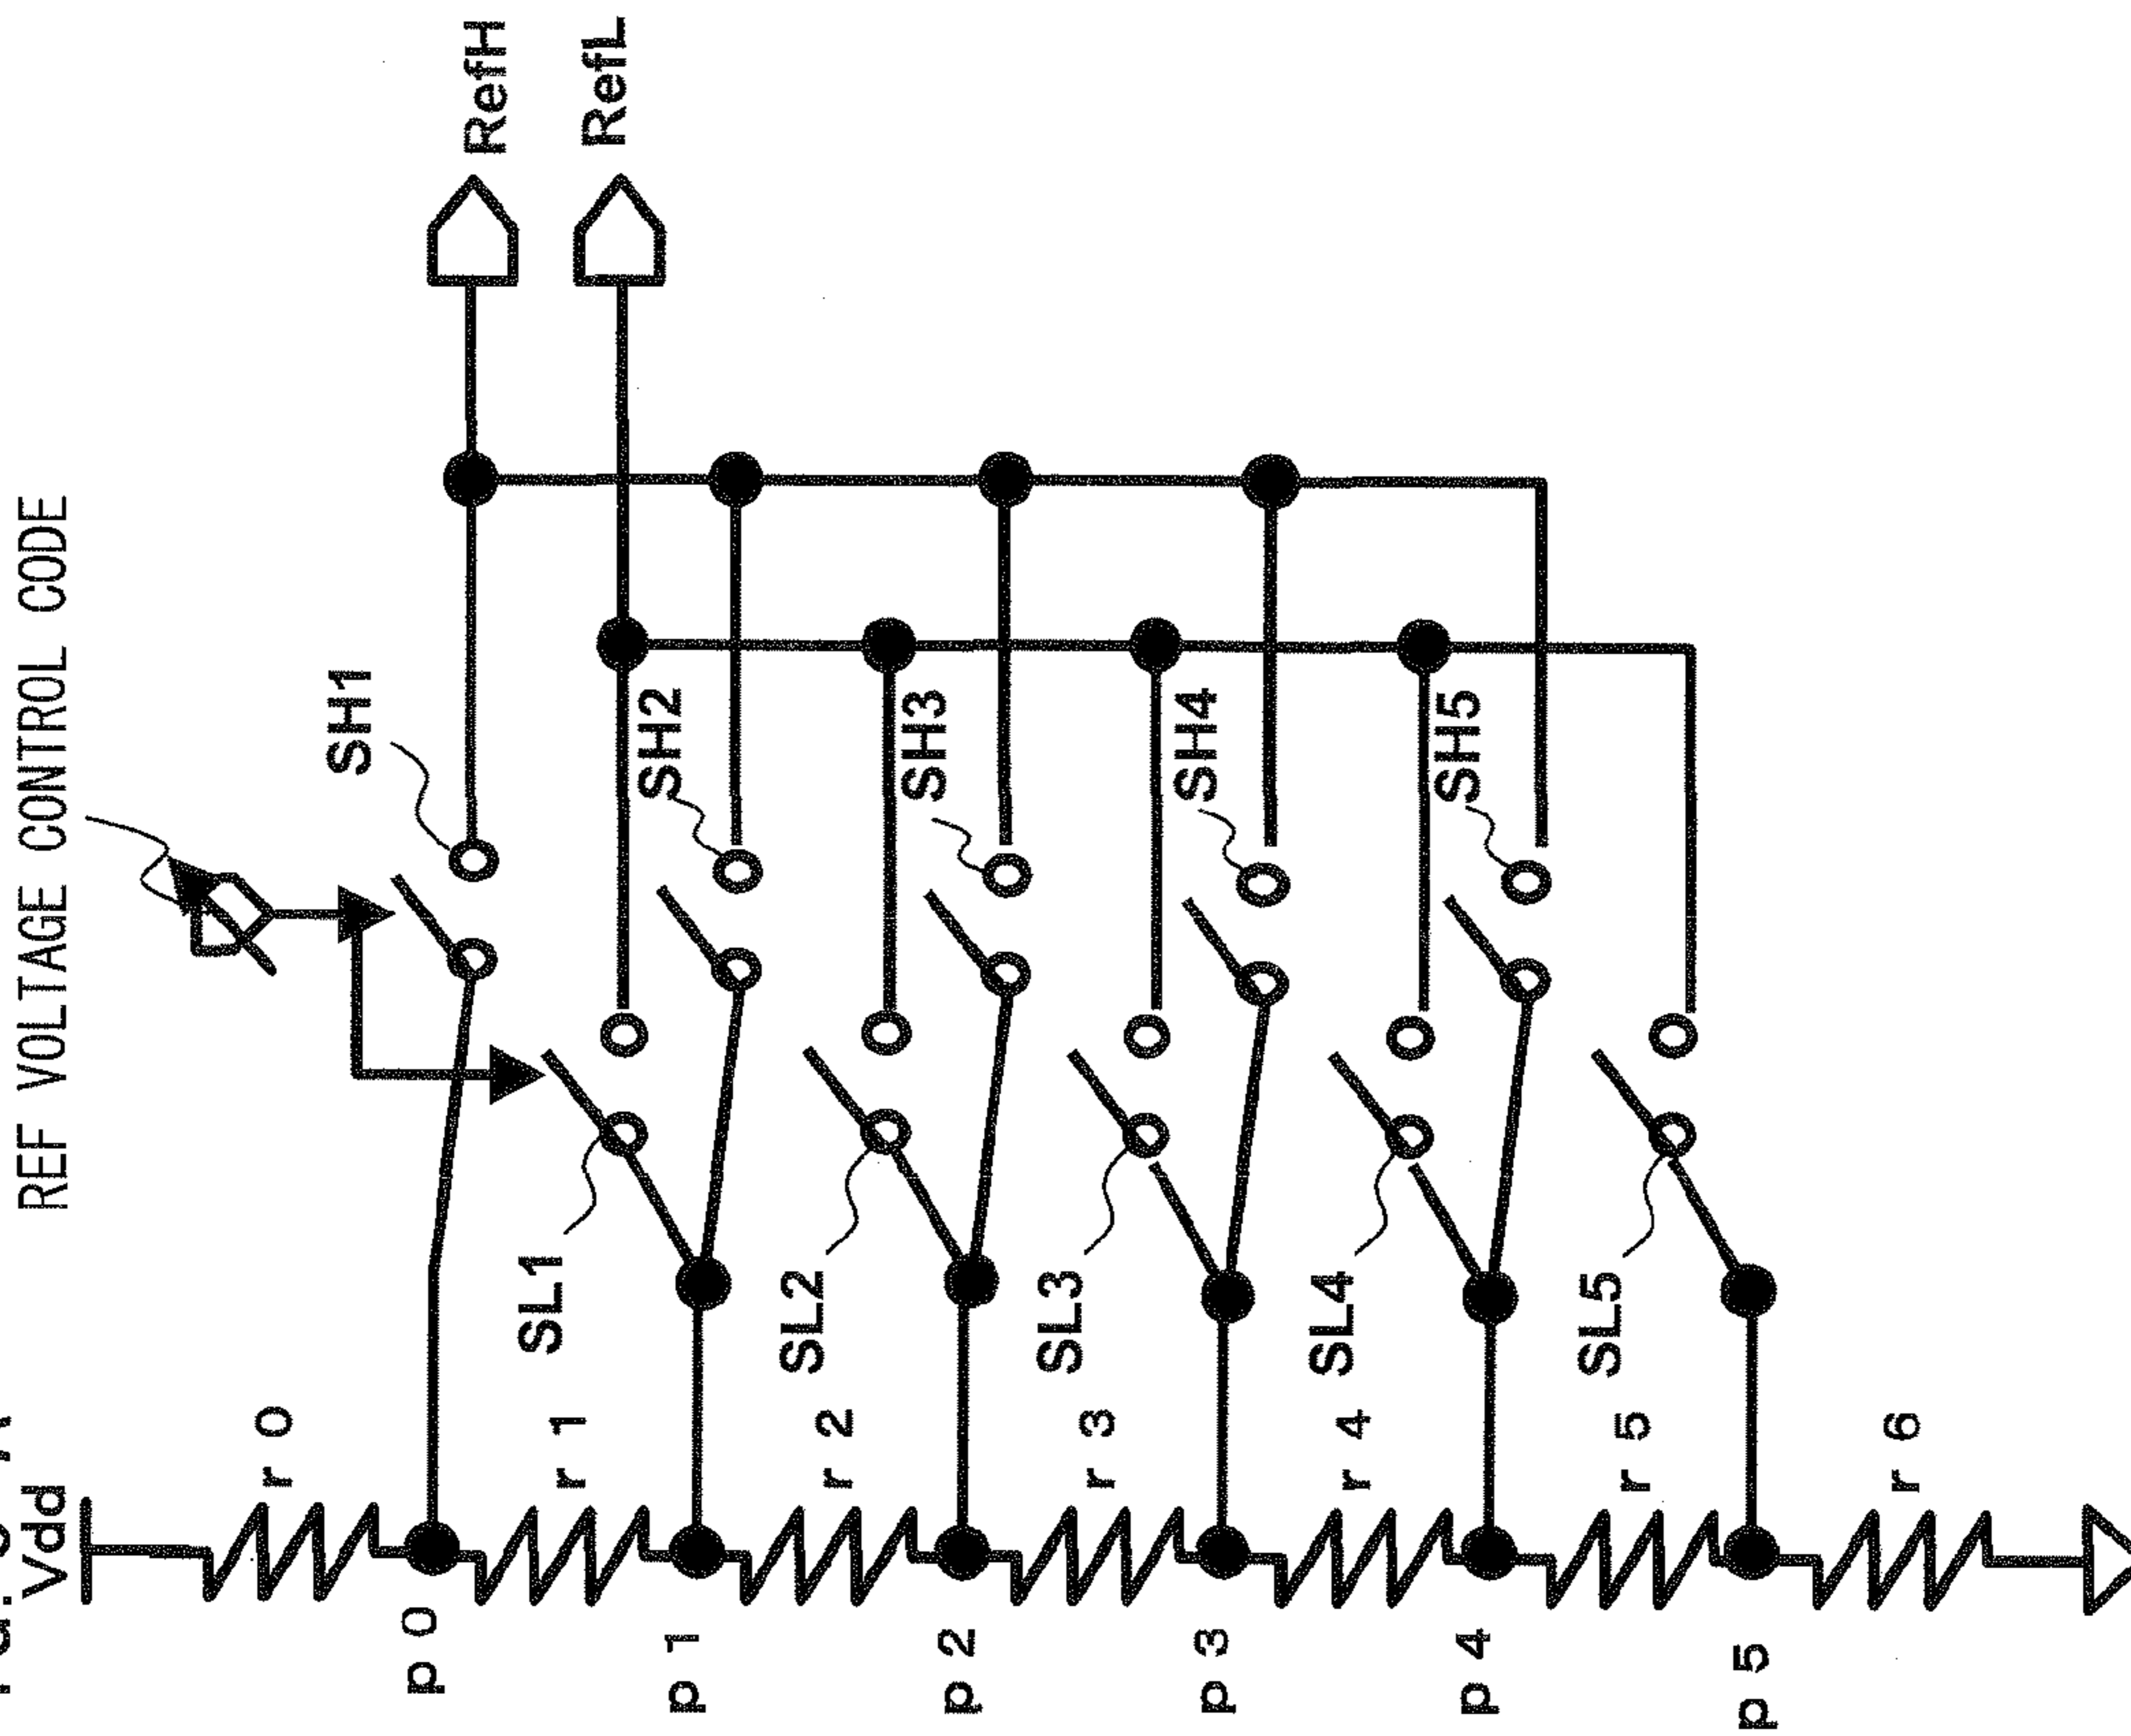 Vdd
REF VOLTAGE CONTROL CODE
RefH
RefL
SH1
SH2
SH3
SH4
SH5
SL1
SL2
SL3
SL4
SL5
r0
r1
r2
r3
r4
r5
r6
p0
p1
p2
p3
p4
p5